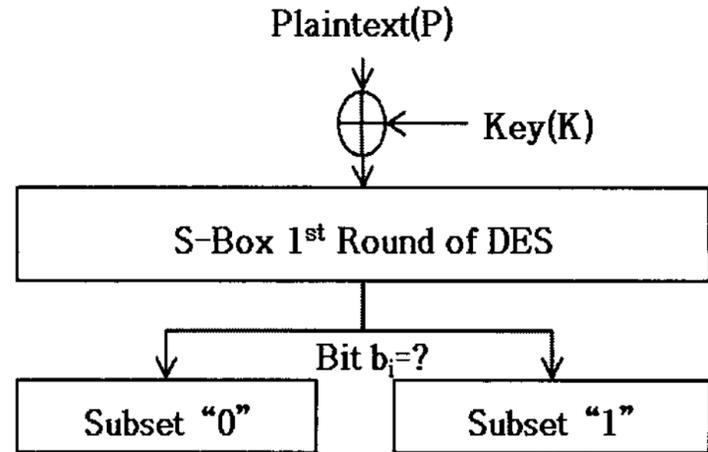 Plaintext(P)
Key(K)
S-Box 1st Round of DES
Bit bi=?
Subset “0”
Subset “1”